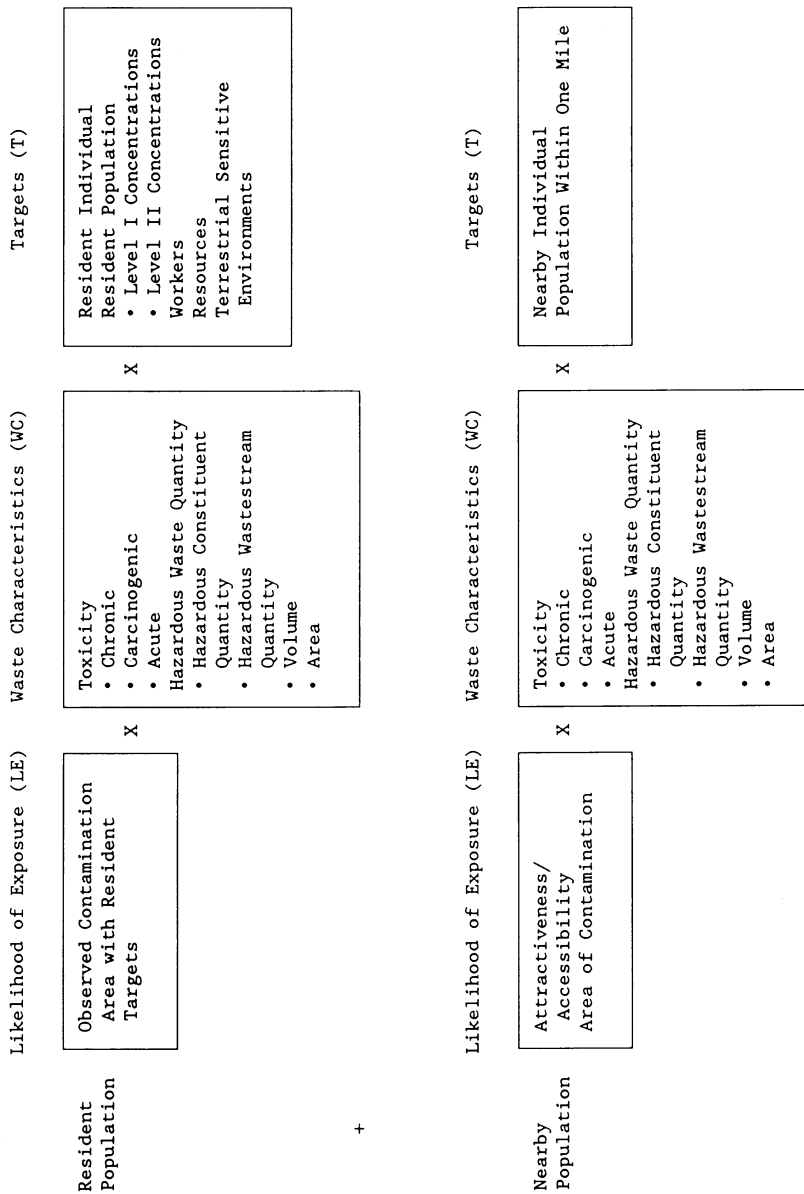 Likelihood of Exposure (LE)
Waste Characteristics (WC)
Targets (T)
Resident
Population
Observed Contamination
Area with Resident
Targets
X
Toxicity
• Chronic
• Carcinogenic
• Acute
Hazardous Waste Quantity
• Hazardous Constituent
Quantity
• Hazardous Wastestream
Quantity
• Volume
• Area
X
Resident Individual
Resident Population
• Level I Concentrations
• Level II Concentrations
Workers
Resources
Terrestrial Sensitive
Environments
+
Likelihood of Exposure (LE)
Waste Characteristics (WC)
Targets (T)
Nearby
Population
Attractiveness/
Accessibility
Area of Contamination
X
Toxicity
• Chronic
• Carcinogenic
• Acute
Hazardous Waste Quantity
• Hazardous Constituent
Quantity
• Hazardous Wastestream
Quantity
• Volume
• Area
X
Nearby Individual
Population Within One Mile